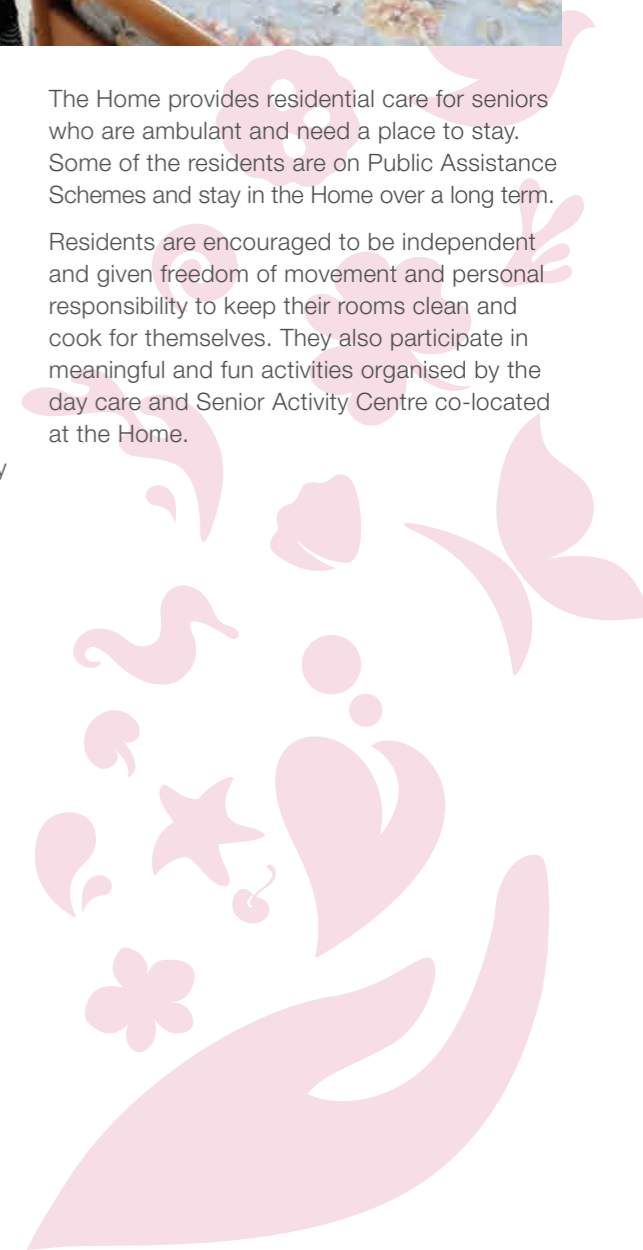 The Home provides residential care for seniors
who are ambulant and need a place to stay.
Some of the residents are on Public Assistance
Schemes and stay in the Home over a long term.
Residents are encouraged to be independent
and given freedom of movement and personal
responsibility to keep their rooms clean and
cook for themselves. They also participate in
meaningful and fun activities organised by the
day care and Senior Activity Centre co-located
at the Home.